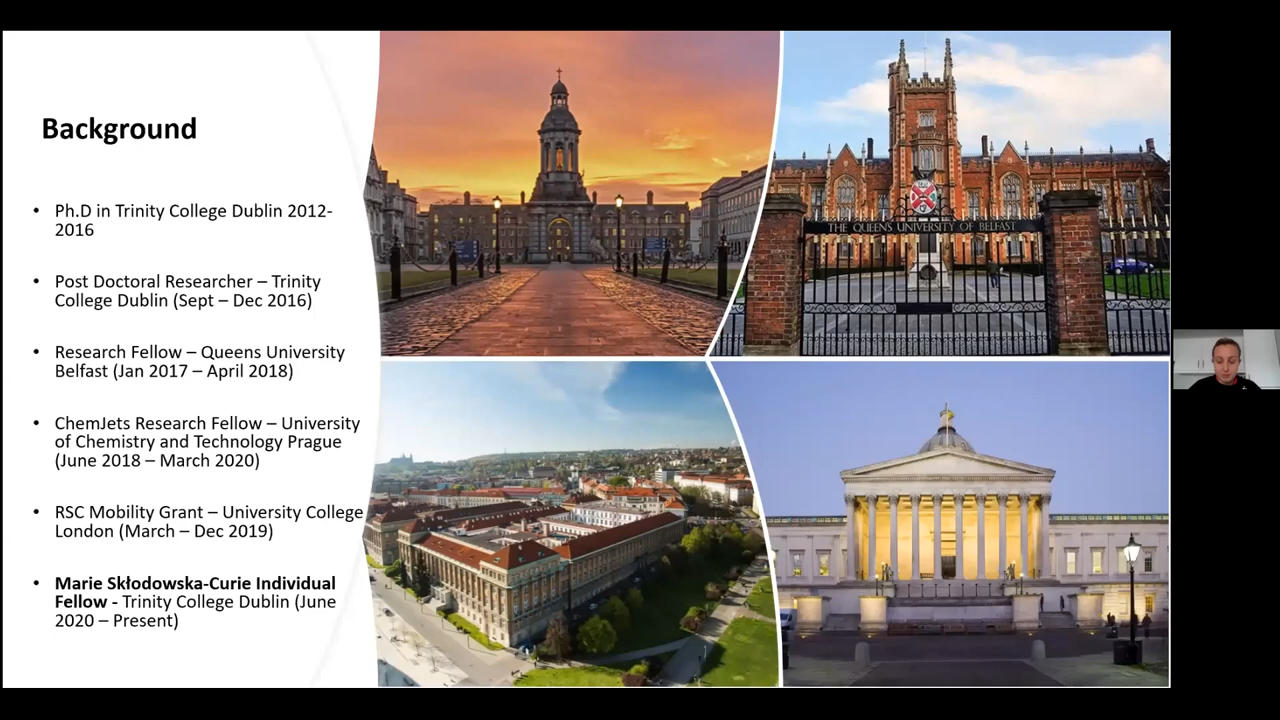 Background
• Ph.D in Trinity College Dublin 2012-
2016
• Post Doctoral Researcher – Trinity
College Dublin (Sept – Dec 2016)
• Research Fellow – Queens University
Belfast (Jan 2017 – April 2018)
• ChemJets Research Fellow – University
of Chemistry and Technology Prague
(June 2018 – March 2020)
• RSC Mobility Grant – University College
London (March – Dec 2019)
• Marie Skłodowska-Curie Individual
Fellow - Trinity College Dublin (June
2020 – Present)
THE QUEEN'S UNIVERSITY OF BELFAST